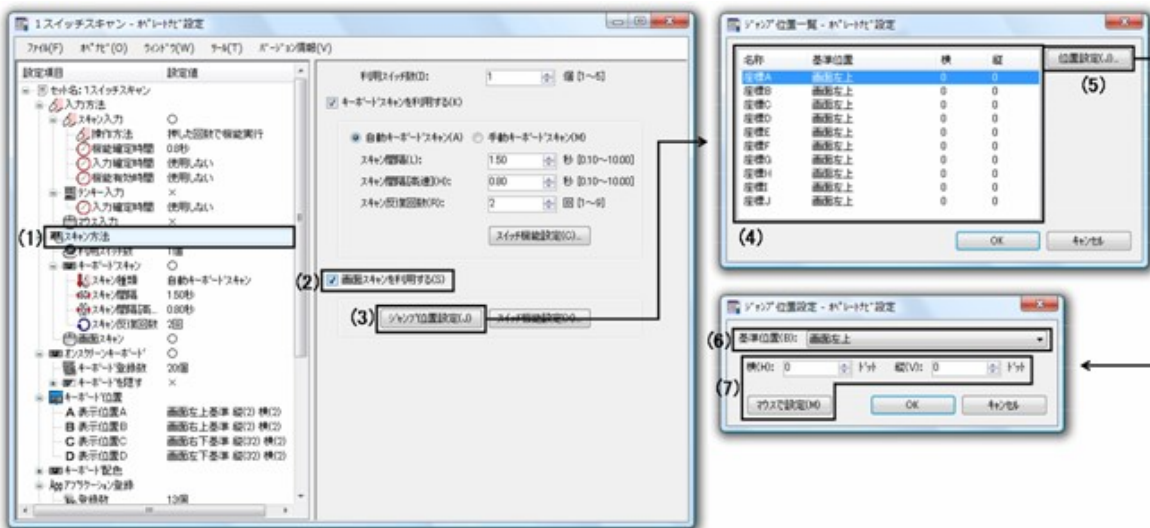 1スイッチスキャン - オペレートナビ設定
ファイル(F) オペナビ(O) ウィンドウ(W) ツール(T) バージョン情報(V)
設定項目 設定値
セット名: 1スイッチスキャン
入力方法
スキャン入力 ○
操作方法 押した回数で機能実行
機能確定時間 0.8秒
入力確定時間 使用しない
機能有効時間 使用しない
テンキー入力 ×
入力確定時間 使用しない
マウス入力 ×
(1) スキャン方法
利用スイッチ数 1個
キーボードスキャン ○
スキャン種類 自動キーボードスキャン
スキャン間隔 1.50秒
スキャン間隔[高... 0.80秒
スキャン反復回数 2回
画面スキャン ○
オンスクリーンキーボード ○
キーボード登録数 20個
キーボードを隠す ×
キーボード位置
A 表示位置A 画面左上基準 縦(2) 横(2)
B 表示位置B 画面右上基準 縦(2) 横(2)
C 表示位置C 画面右下基準 縦(32) 横(2)
D 表示位置D 画面左下基準 縦(32) 横(2)
キーボード配色
App アプリケーション登録
登録数 13個
利用スイッチ数(D): 1 個 [1~5]
キーボードスキャンを利用する(K)
自動キーボードスキャン(A) 手動キーボードスキャン(M)
スキャン間隔(L): 1.50 秒 [0.10~10.00]
スキャン間隔[高速](H): 0.80 秒 [0.10~10.00]
スキャン反復回数(R): 2 回 [1~9]
スイッチ機能設定(C)...
(2) 画面スキャンを利用する(S)
(3) ジャンプ位置設定(J) スイッチ機能設定
ジャンプ位置一覧 - オペレートナビ設定
名称 基準位置 横 縦
座標A 画面左上 0 0
座標B 画面左上 0 0
座標C 画面左上 0 0
座標D 画面左上 0 0
座標E 画面左上 0 0
座標F 画面左上 0 0
座標G 画面左上 0 0
座標H 画面左上 0 0
座標I 画面左上 0 0
座標J 画面左上 0 0
位置設定(J)...
(5)
(4)
OK キャンセル
ジャンプ位置設定 - オペレートナビ設定
(6) 基準位置(B): 画面左上
横(H): 0 ドット 縦(V): 0 ドット
(7)
マウスで設定(M) OK キャンセル